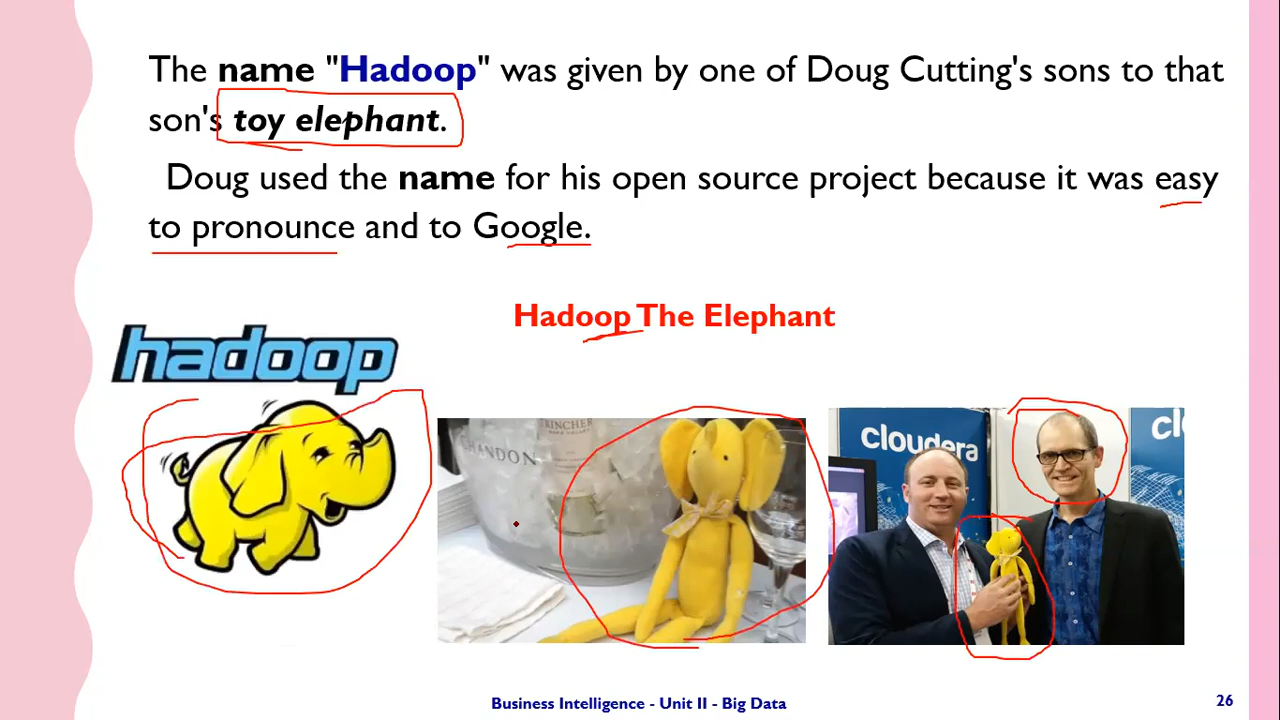 The name "Hadoop" was given by one of Doug Cutting's sons to that
son's toy elephant.
Doug used the name for his open source project because it was easy
to pronounce and to Google.
Hadoop The Elephant
hadoop
CHANDON
TRINCHER
cloudera
cl
Business Intelligence - Unit II - Big Data
26